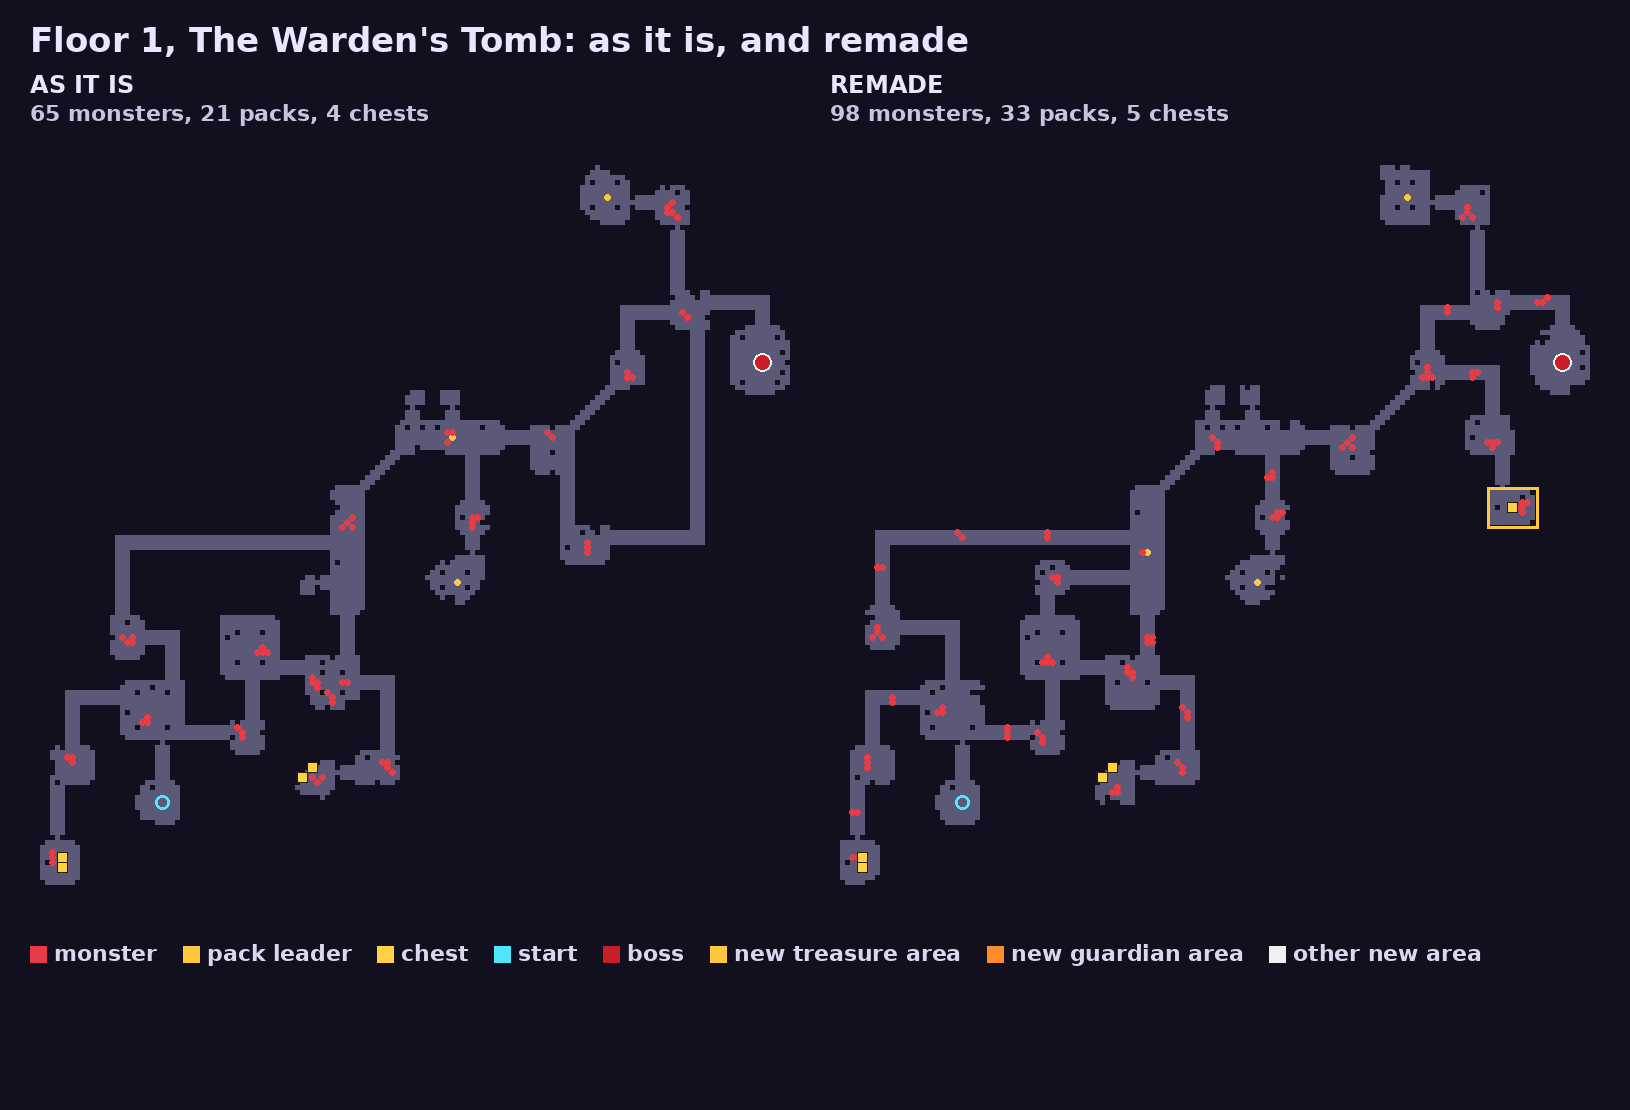 Floor 1, The Warden's Tomb: as it is, and remade
AS IT IS
65 monsters, 21 packs, 4 chests
REMADE
98 monsters, 33 packs, 5 chests
monster
pack leader
chest
start
boss
new treasure area
new guardian area
other new area